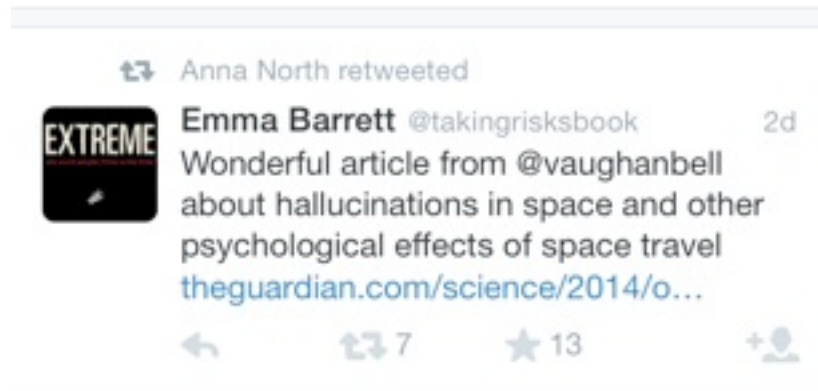 Anna North retweeted
Emma Barrett @takingrisksbook 2d
EXTREME
Wonderful article from @vaughanbell
about hallucinations in space and other
psychological effects of space travel
theguardian.com/science/2014/o...
7 13